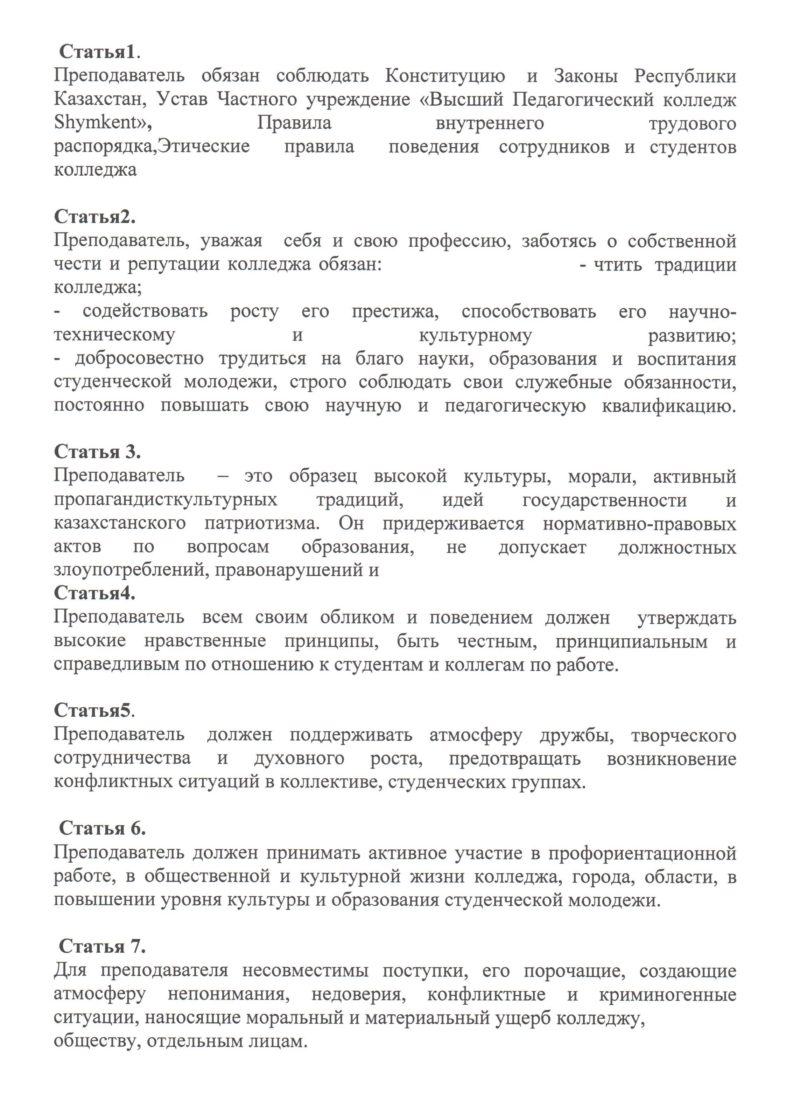 Статья1.
Преподаватель обязан соблюдать Конституцию и Законы Республики
Казахстан, Устав Частного учреждение «Высший Педагогический колледж
Shymkent», Правила внутреннего трудового
распорядка,Этические правила поведения сотрудников и студентов
колледжа
Статья2.
Преподаватель, уважая себя и свою профессию, заботясь о собственной
чести и репутации колледжа обязан: - чтить традиции
колледжа;
- содействовать росту его престижа, способствовать его научно-
техническому и культурному развитию;
- добросовестно трудиться на благо науки, образования и воспитания
студенческой молодежи, строго соблюдать свои служебные обязанности,
постоянно повышать свою научную и педагогическую квалификацию.
Статья 3.
Преподаватель – это образец высокой культуры, морали, активный
пропагандисткультурных традиций, идей государственности и
казахстанского патриотизма. Он придерживается нормативно-правовых
актов по вопросам образования, не допускает должностных
злоупотреблений, правонарушений и
Статья4.
Преподаватель всем своим обликом и поведением должен утверждать
высокие нравственные принципы, быть честным, принципиальным и
справедливым по отношению к студентам и коллегам по работе.
Статья5.
Преподаватель должен поддерживать атмосферу дружбы, творческого
сотрудничества и духовного роста, предотвращать возникновение
конфликтных ситуаций в коллективе, студенческих группах.
Статья 6.
Преподаватель должен принимать активное участие в профориентационной
работе, в общественной и культурной жизни колледжа, города, области, в
повышении уровня культуры и образования студенческой молодежи.
Статья 7.
Для преподавателя несовместимы поступки, его порочащие, создающие
атмосферу непонимания, недоверия, конфликтные и криминогенные
ситуации, наносящие моральный и материальный ущерб колледжу,
обществу, отдельным лицам.